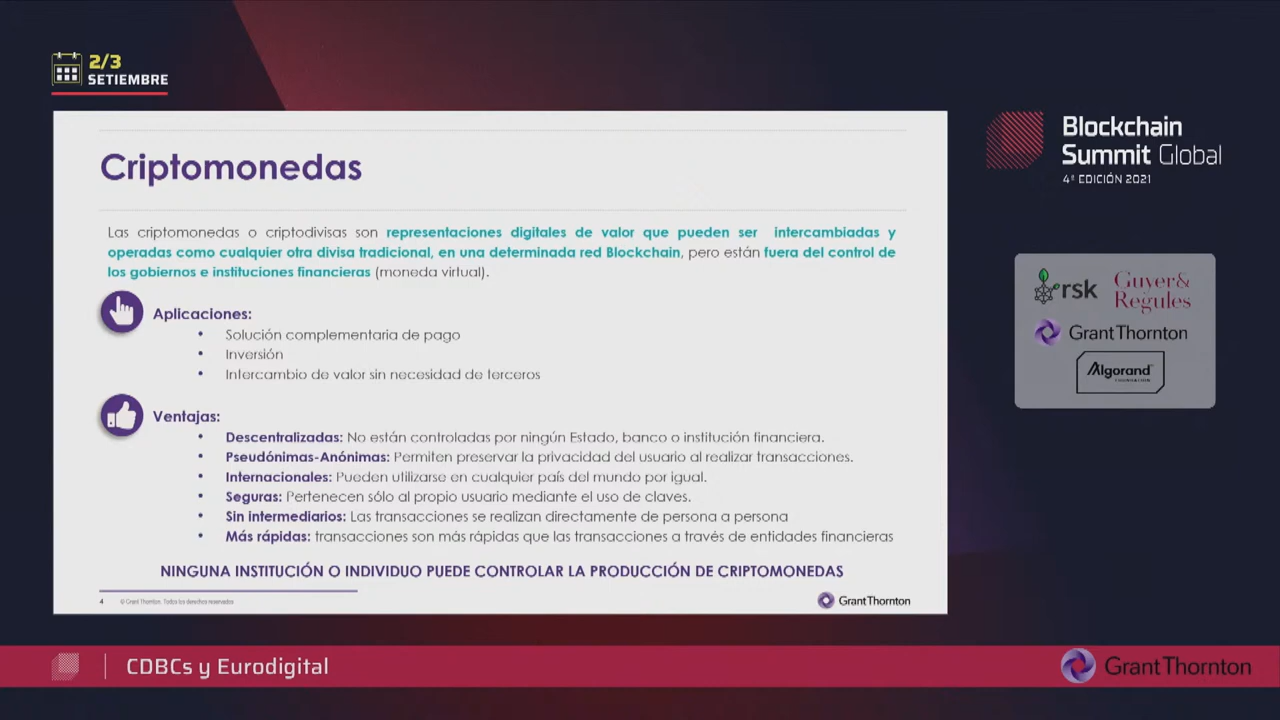 2/3
SETIEMBRE
Blockchain
Summit Global
4ª EDICIÓN 2021
Criptomonedas
Las criptomonedas o criptodivisas son representaciones digitales de valor que pueden ser intercambiadas y
operadas como cualquier otra divisa tradicional, en una determinada red Blockchain, pero están fuera del control de
los gobiernos e instituciones financieras (moneda virtual).
Aplicaciones:
• Solución complementaria de pago
• Inversión
• Intercambio de valor sin necesidad de terceros
Ventajas:
• Descentralizadas: No están controladas por ningún Estado, banco o institución financiera.
• Pseudónimas-Anónimas: Permiten preservar la privacidad del usuario al realizar transacciones.
• Internacionales: Pueden utilizarse en cualquier país del mundo por igual.
• Seguras: Pertenecen sólo al propio usuario mediante el uso de claves.
• Sin intermediarios: Las transacciones se realizan directamente de persona a persona
• Más rápidas: transacciones son más rápidas que las transacciones a través de entidades financieras
NINGUNA INSTITUCIÓN O INDIVIDUO PUEDE CONTROLAR LA PRODUCCIÓN DE CRIPTOMONEDAS
4 © Grant Thornton. Todos los derechos reservados.
GrantThornton
rsk
Guyer&
Regules
GrantThornton
Algorand
FOUNDATION
CDBCs y Eurodigital
GrantThornton